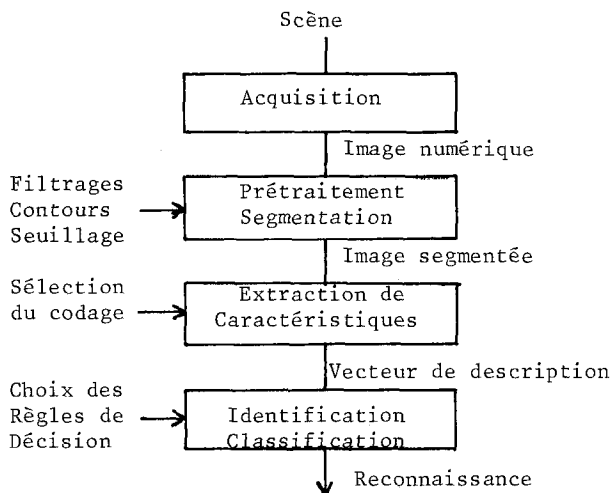 Scène
Acquisition
Image numérique
Filtrages
Contours
Seuillage
Prétraitement
Segmentation
Image segmentée
Sélection
du codage
Extraction de
Caractéristiques
Vecteur de description
Choix des
Règles de
Décision
Identification
Classification
Reconnaissance